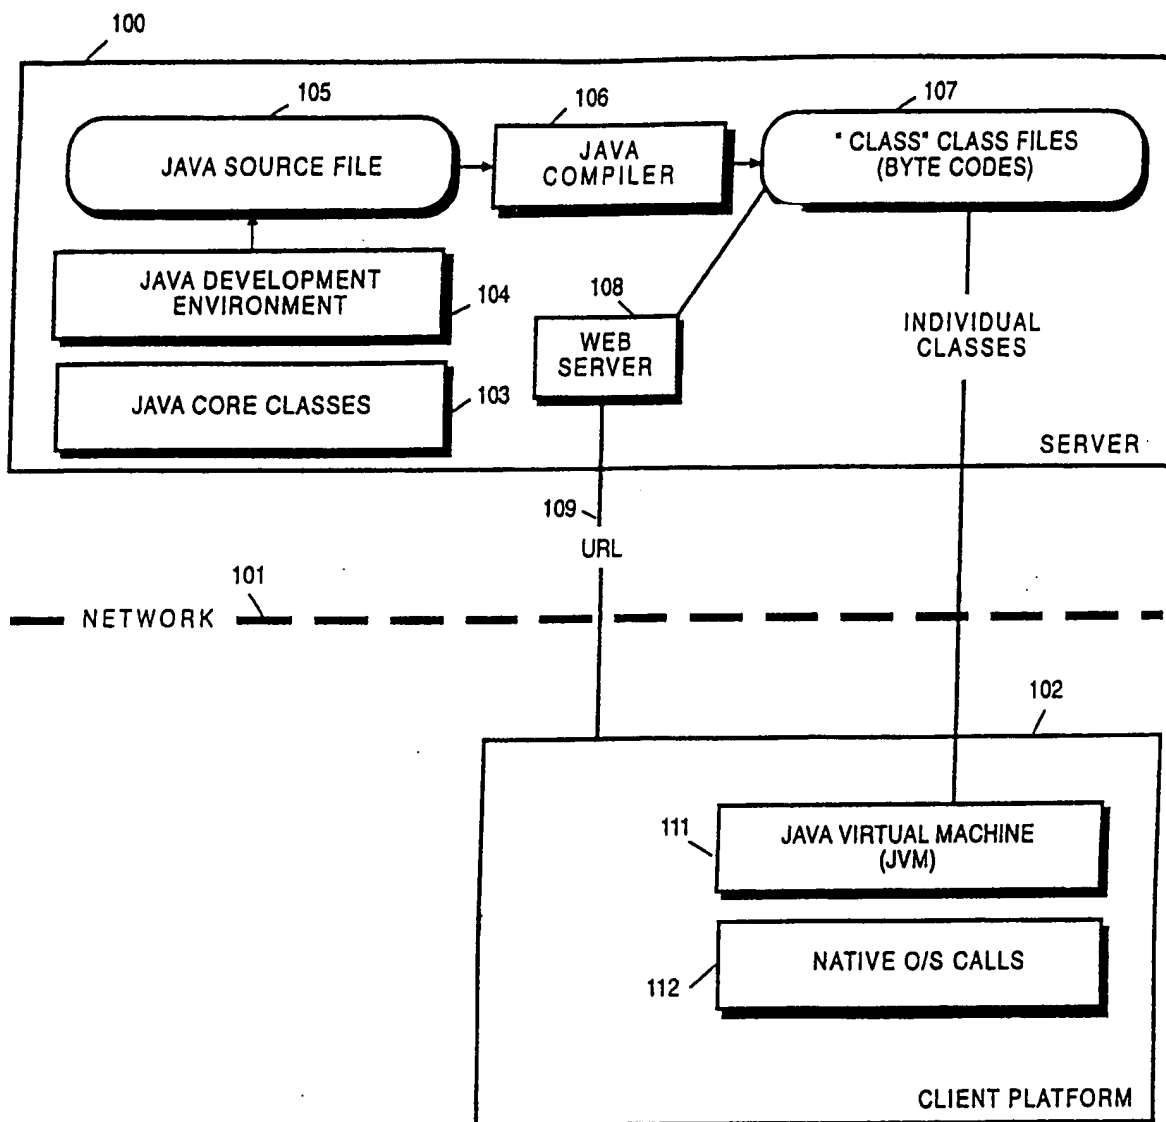 100
105
106
107
JAVA SOURCE FILE
JAVA
COMPILER
" CLASS" CLASS FILES
(BYTE CODES)
JAVA DEVELOPMENT
ENVIRONMENT
104
108
WEB
SERVER
INDIVIDUAL
CLASSES
JAVA CORE CLASSES
103
SERVER
109
URL
101
NETWORK
102
111
JAVA VIRTUAL MACHINE
(JVM)
NATIVE O/S CALLS
112
CLIENT PLATFORM